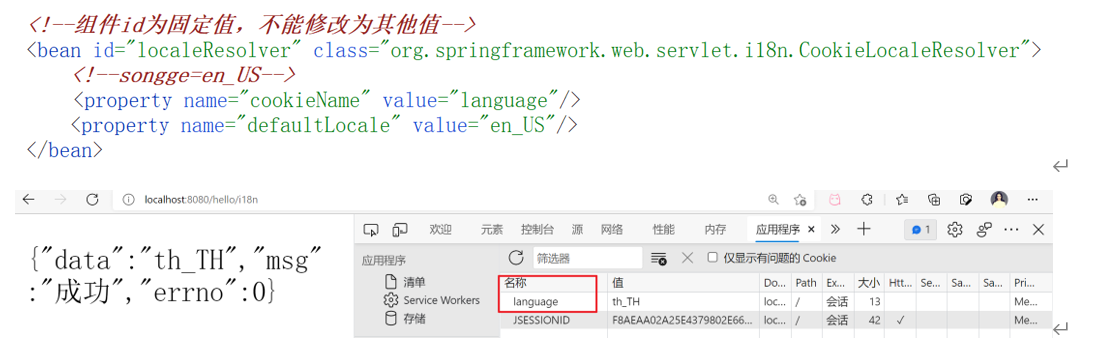 <!--组件id为固定值，不能修改为其他值-->
<bean id="localeResolver" class="org.springframework.web.servlet.i18n.CookieLocaleResolver">
<!--songge=en_US-->
<property name="cookieName" value="language"/>
<property name="defaultLocale" value="en_US"/>
</bean>
localhost:8080/hello/i18n
{"data":"th_TH","msg"
:"成功","errno":0}
欢迎 元素 控制台 源 网络 性能 内存 应用程序 1
应用程序
清单
Service Workers
存储
筛选器 仅显示有问题的 Cookie
名称 值 Do... Path Ex... 大小 Htt... Se... Sa... Sa... Pri...
language th_TH loc... / 会话 13 Me...
JSESSIONID F8AEAA02A25E4379802E66... loc... / 会话 42 ✓ Me...